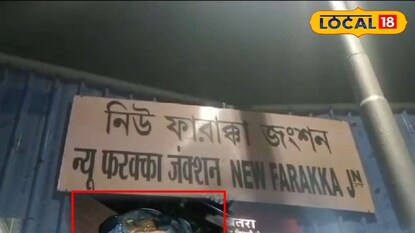 LOCAL 18
নিউ ফারাক্কা জংশন
न्यू फरक्का जंक्शन NEW FARAKKA JN